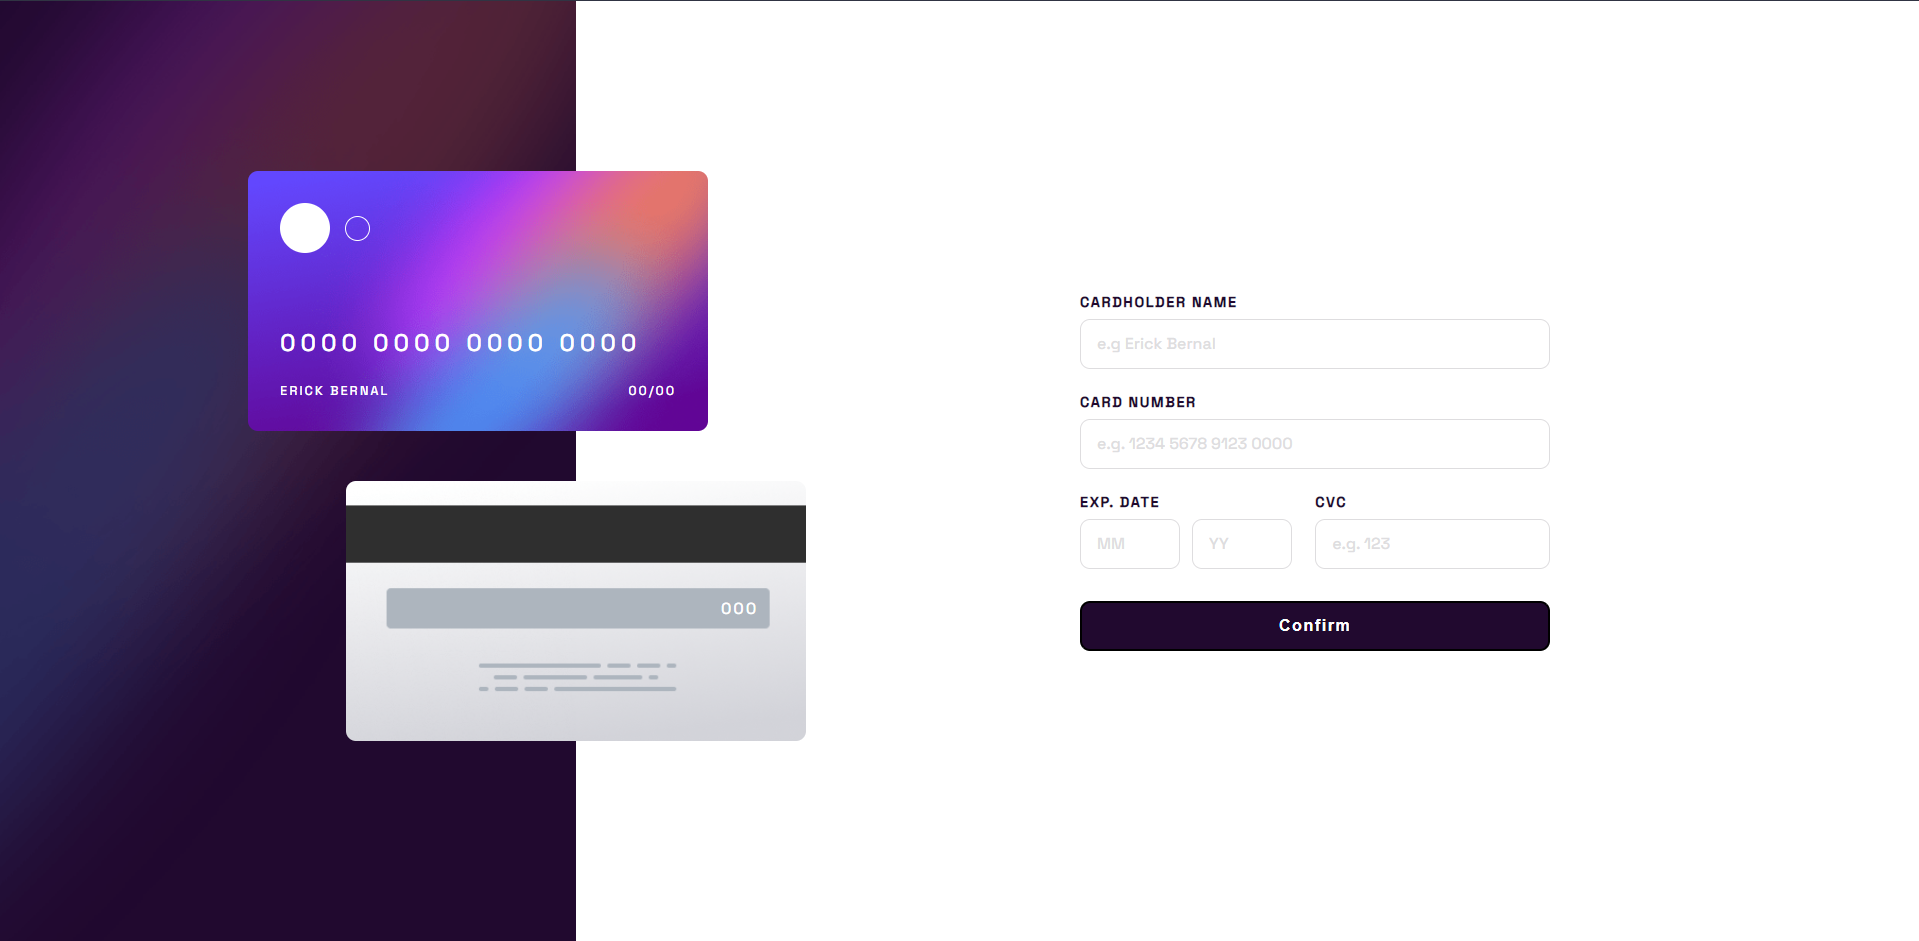 0000 0000 0000 0000
ERICK BERNAL 00/00
000
CARDHOLDER NAME
e.g Erick Bernal
CARD NUMBER
e.g. 1234 5678 9123 0000
EXP. DATE CVC
MM YY e.g. 123
Confirm